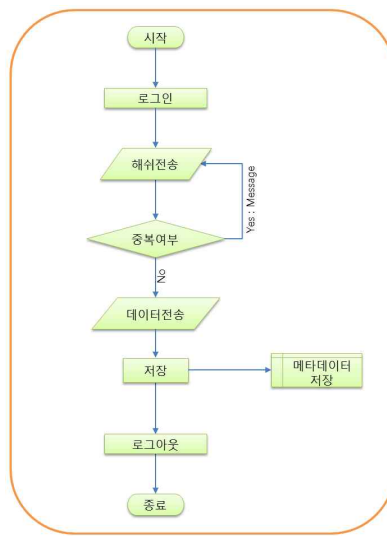 시작
로그인
해쉬전송
Yes : Message
중복여부
No
데이터전송
저장
메타데이터
저장
로그아웃
종료